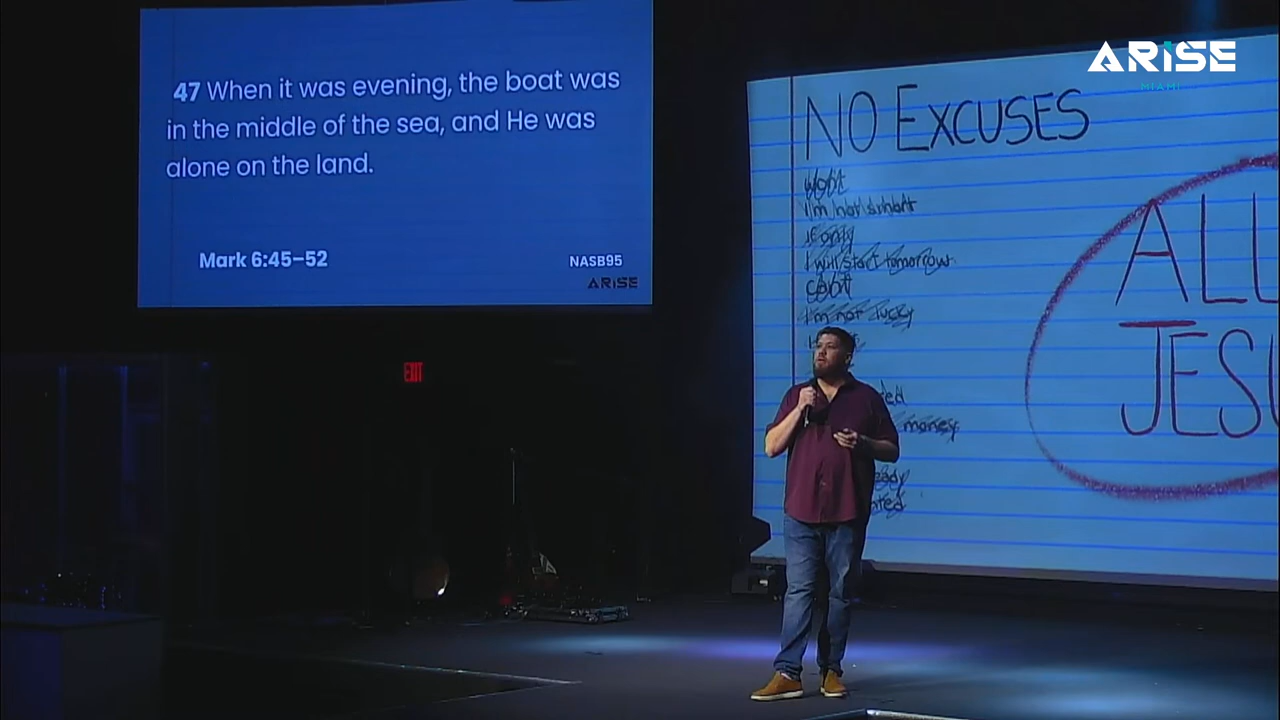 47 When it was evening, the boat was
in the middle of the sea, and He was
alone on the land.
Mark 6:45–52
NASB95
ARISE
EXIT
ARISE
MIAMI
NO EXCUSES
wont
I'm not smart
If only
I will start tomorrow
can't
I'm not lucky
money
ALL
JESU